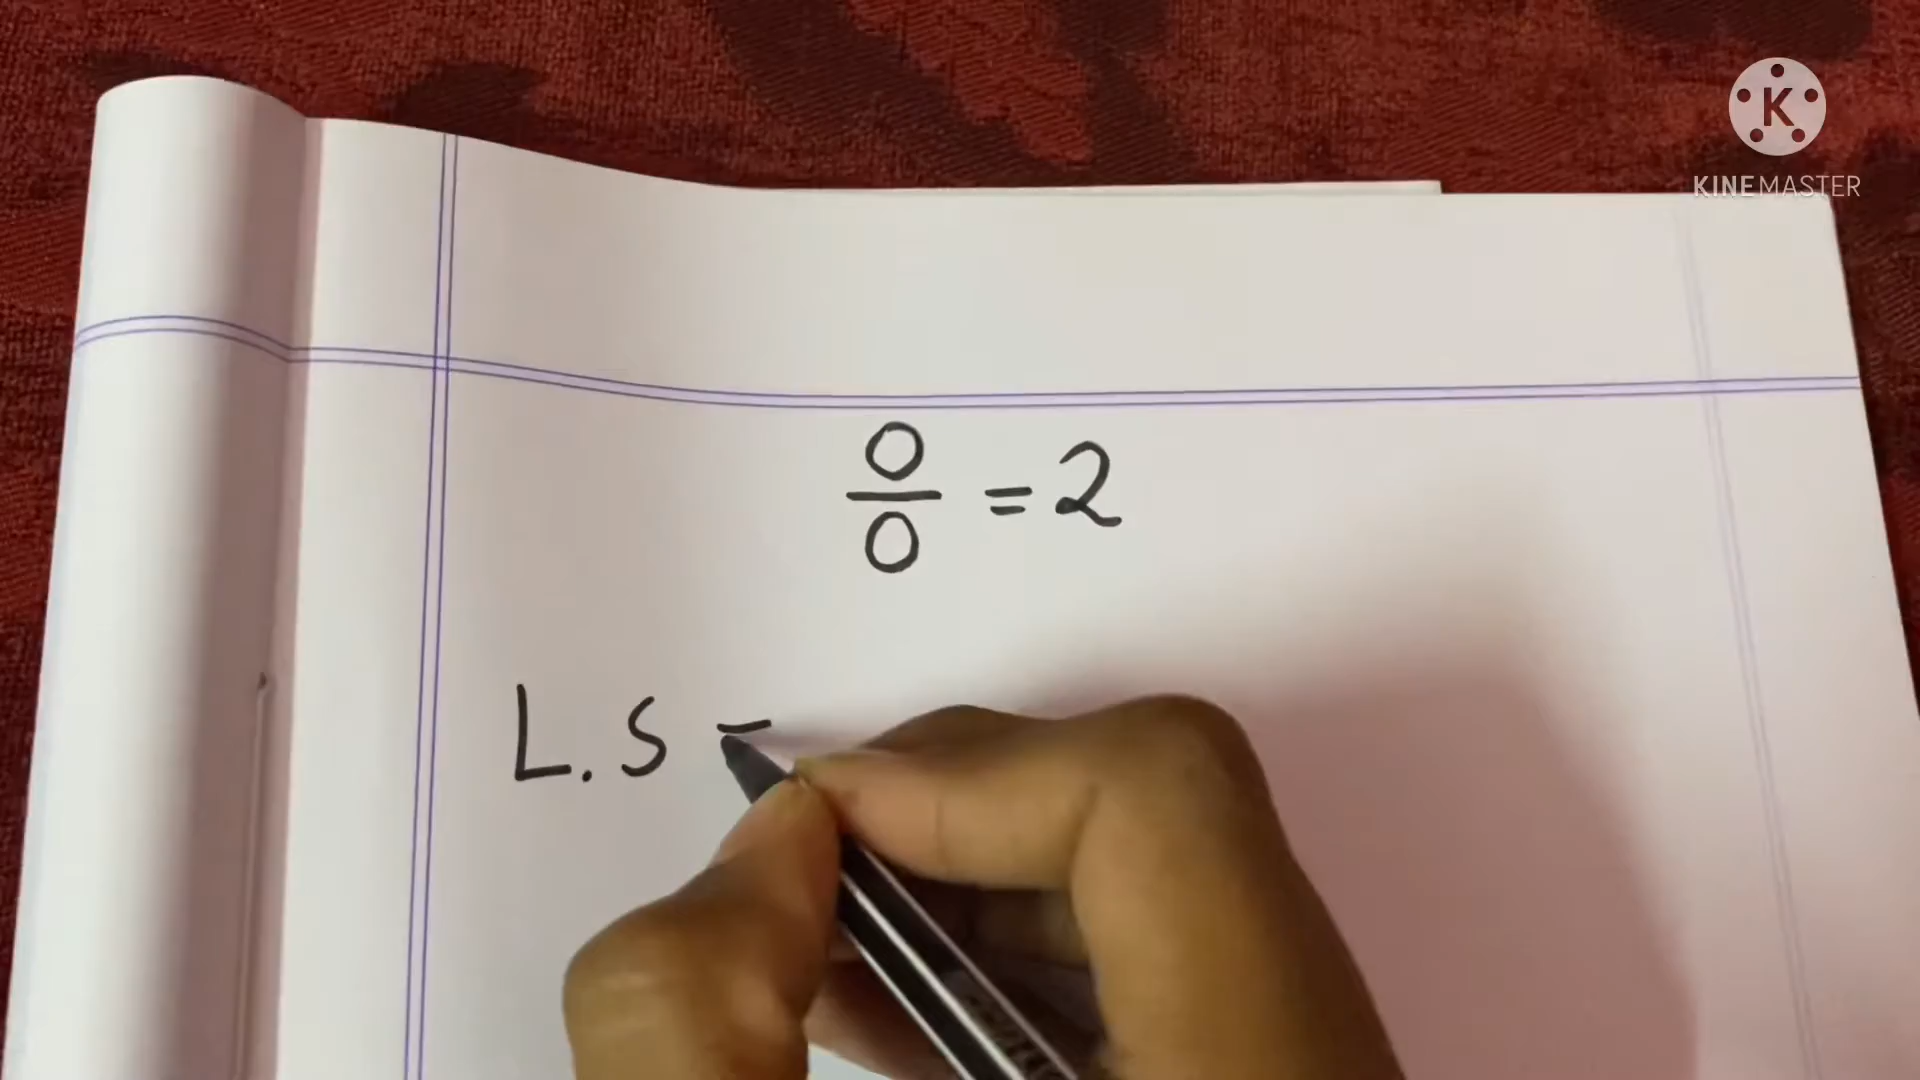 K
KINEMASTER
0/0 = 2
L.S =